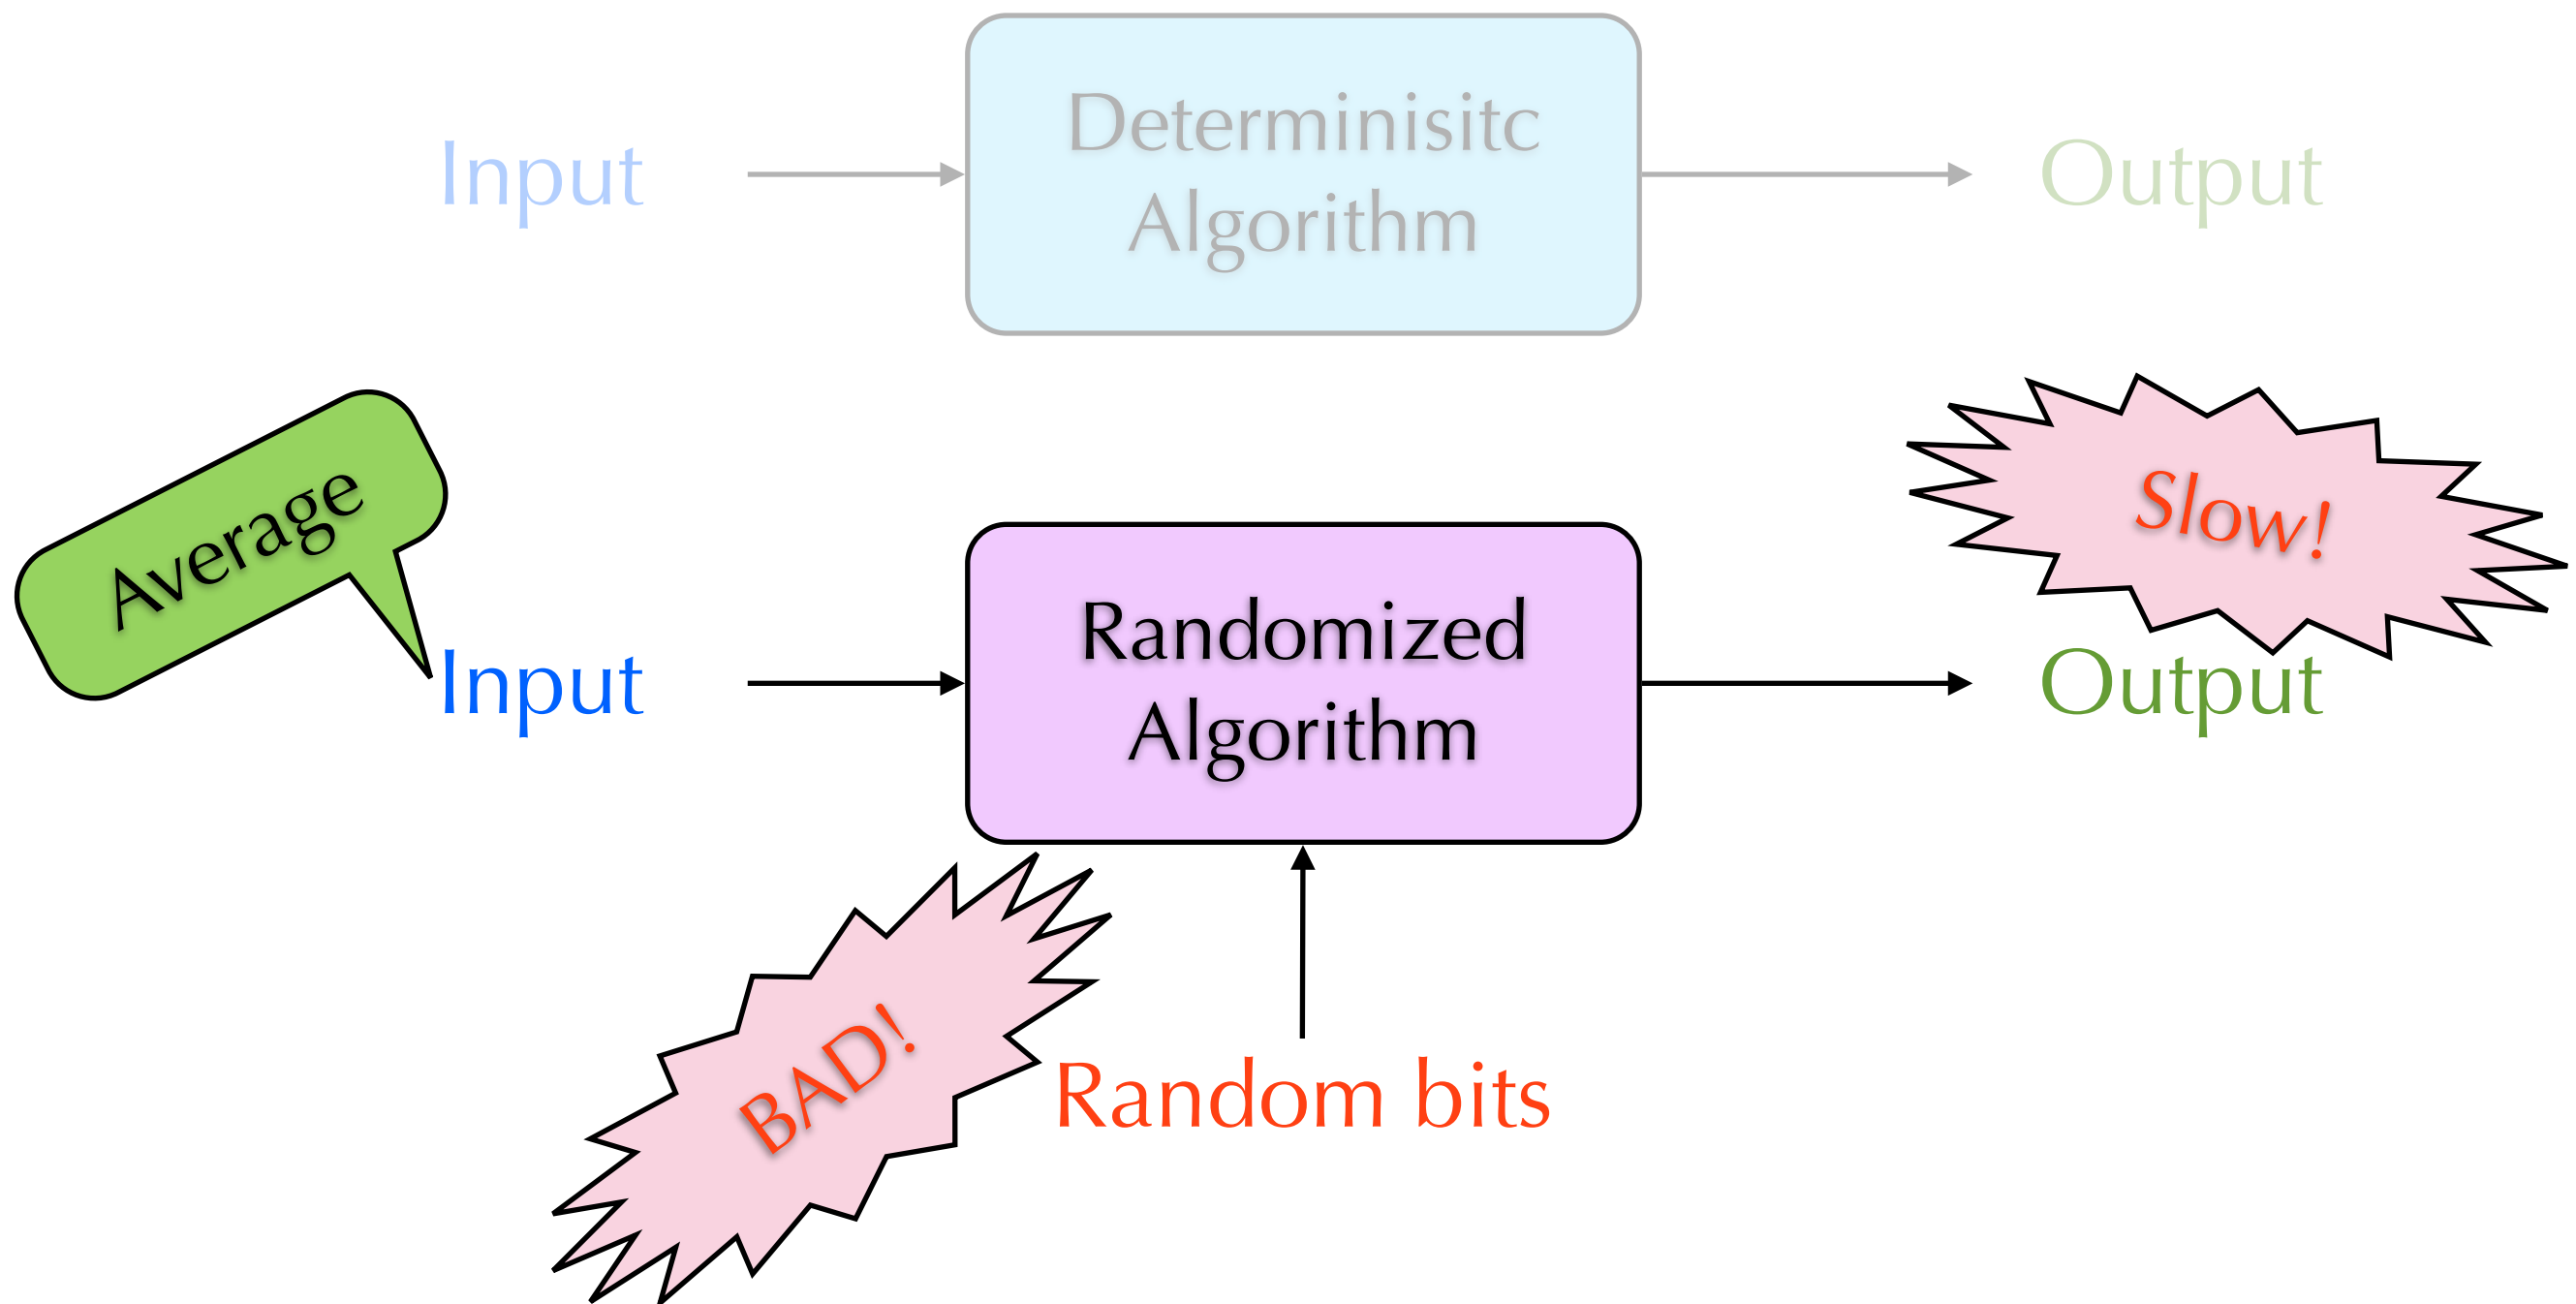 Input
Determinisitc
Algorithm
Output
Average
Slow!
Input
Randomized
Algorithm
Output
BAD!
Random bits